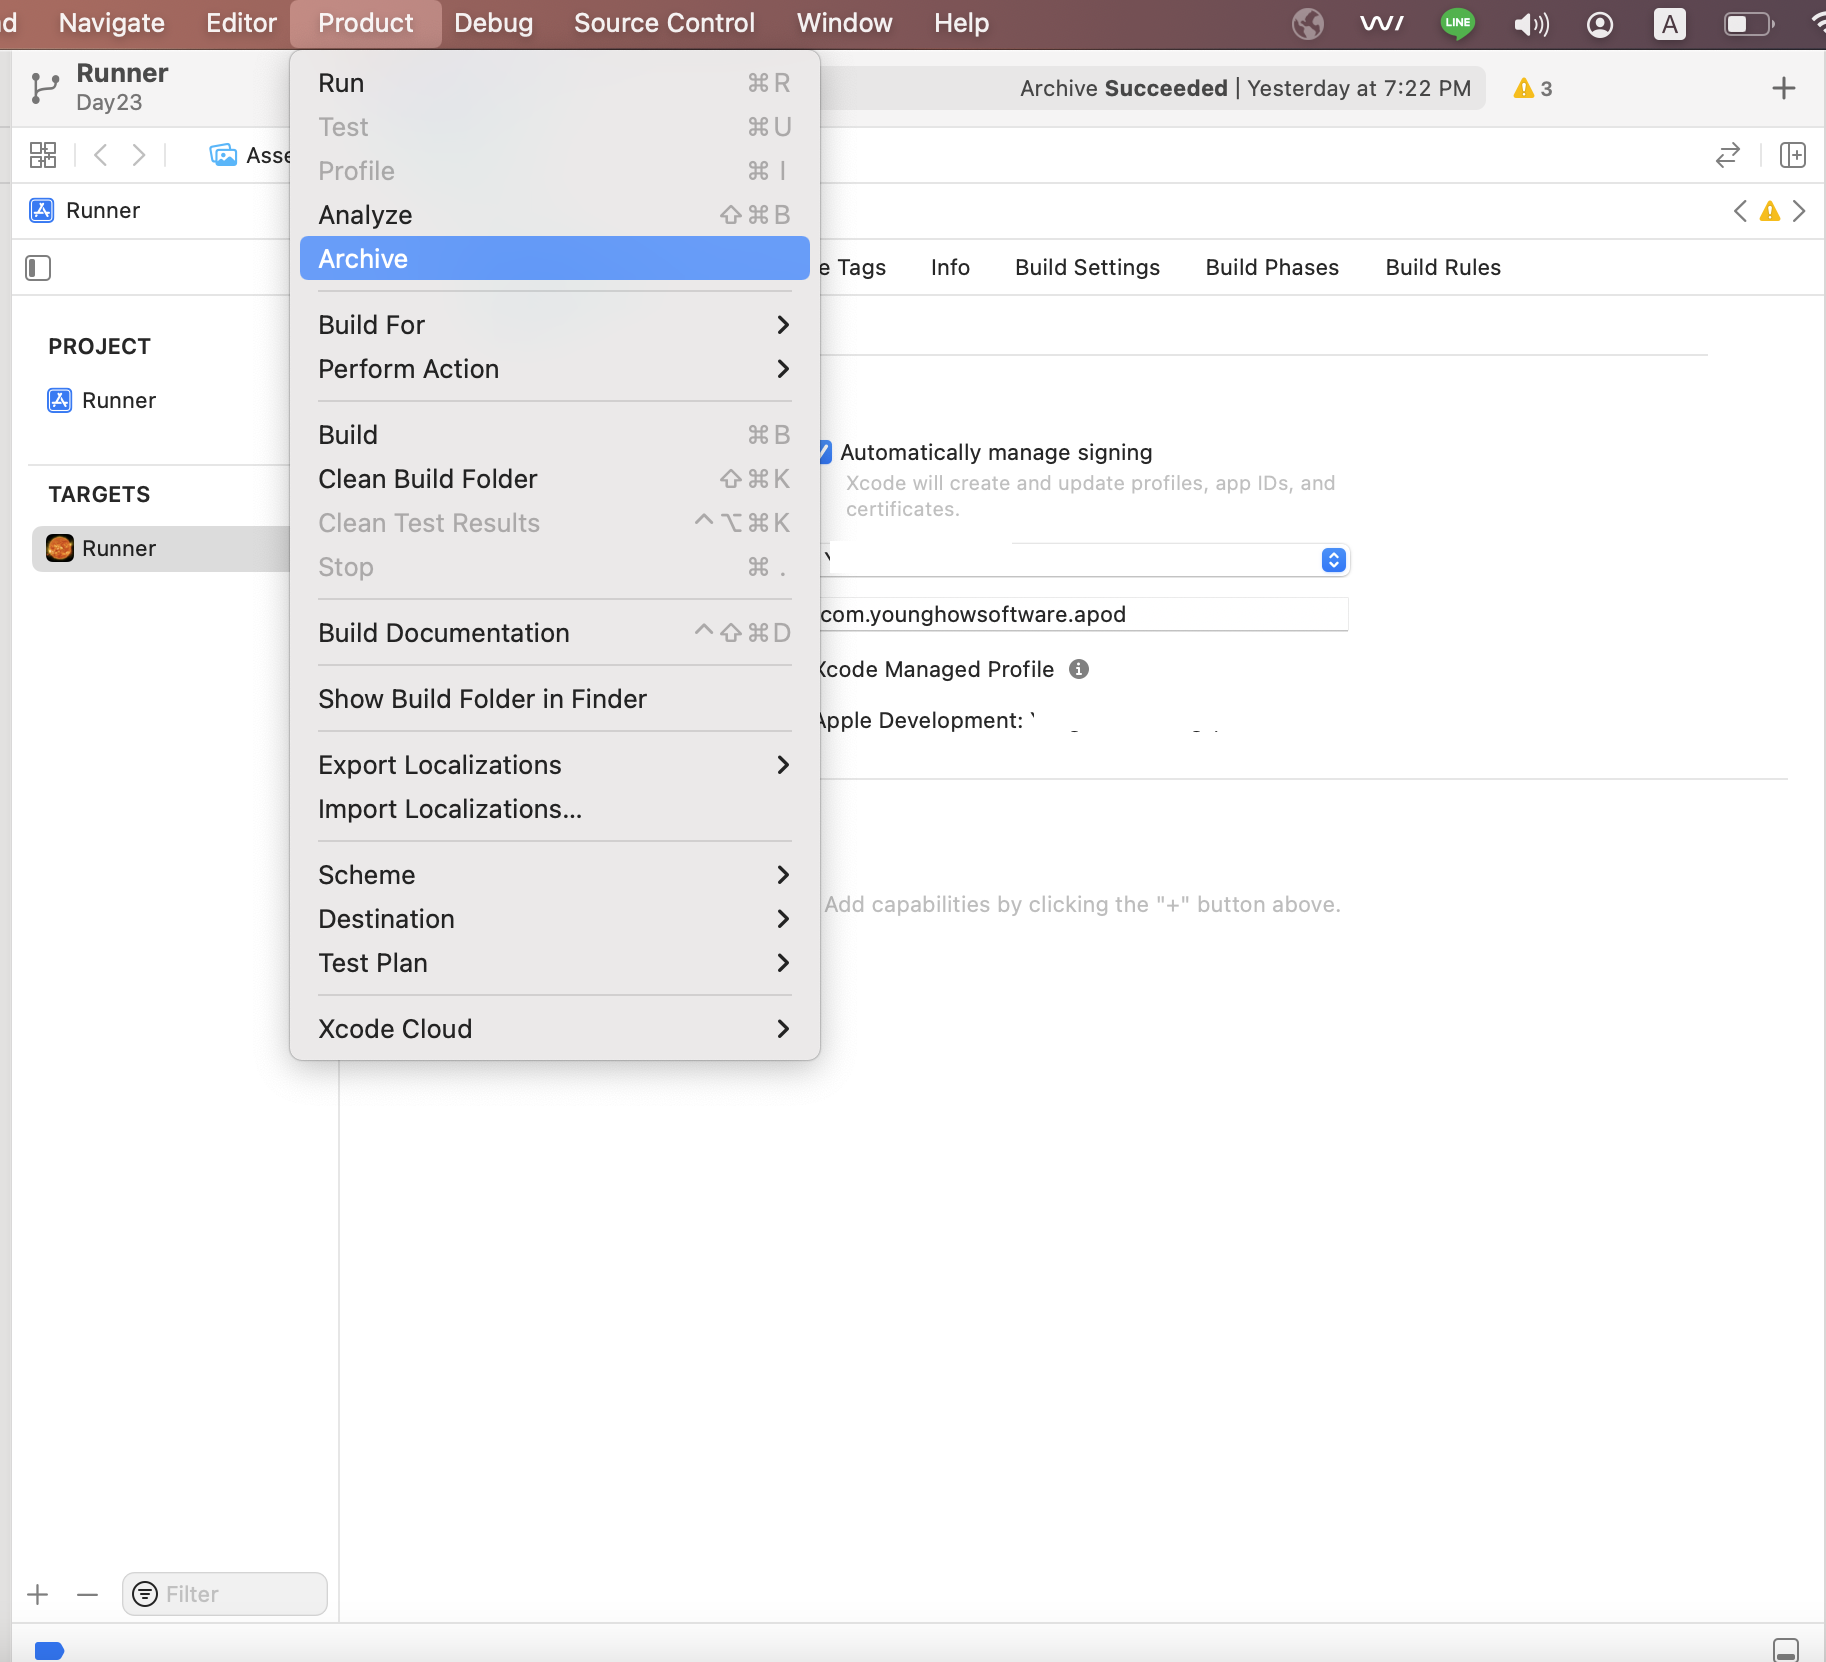 Navigate Editor Product Debug Source Control Window Help LINE A
Runner
Day23
Archive Succeeded | Yesterday at 7:22 PM 3
Runner
Tags Info Build Settings Build Phases Build Rules
PROJECT
Runner
TARGETS
Runner
Run ⌘R
Test ⌘U
Profile ⌘I
Analyze ⇧⌘B
Archive
Build For
Perform Action
Build ⌘B
Clean Build Folder ⇧⌘K
Clean Test Results ^⌥⌘K
Stop ⌘.
Build Documentation ^⇧⌘D
Show Build Folder in Finder
Export Localizations
Import Localizations...
Scheme
Destination
Test Plan
Xcode Cloud
Automatically manage signing
Xcode will create and update profiles, app IDs, and
certificates.
com.younghowsoftware.apod
Xcode Managed Profile
Apple Development:
Add capabilities by clicking the "+" button above.
Filter